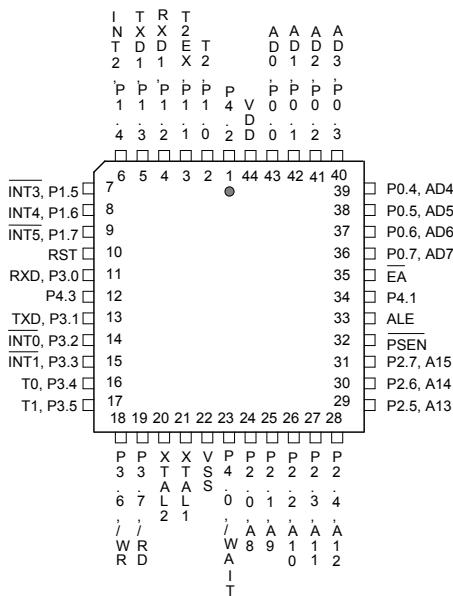 INT2, P1.4
TXD1, P1.3
RXD1, P1.2
T2EX, P1.1
T2, P1.0
P4.2
VDD
AD0, P0.0
AD1, P0.1
AD2, P0.2
AD3, P0.3
6 5 4 3 2 1 44 43 42 41 40
INT3, P1.5 7
INT4, P1.6 8
INT5, P1.7 9
RST 10
RXD, P3.0 11
P4.3 12
TXD, P3.1 13
INT0, P3.2 14
INT1, P3.3 15
T0, P3.4 16
T1, P3.5 17
39 P0.4, AD4
38 P0.5, AD5
37 P0.6, AD6
36 P0.7, AD7
35 EA
34 P4.1
33 ALE
32 PSEN
31 P2.7, A15
30 P2.6, A14
29 P2.5, A13
18 19 20 21 22 23 24 25 26 27 28
P3.6, /WR
P3.7, /RD
XTAL2
XTAL1
VSS
P4.0, /WAIT
P2.0, A8
P2.1, A9
P2.2, A10
P2.3, A11
P2.4, A12